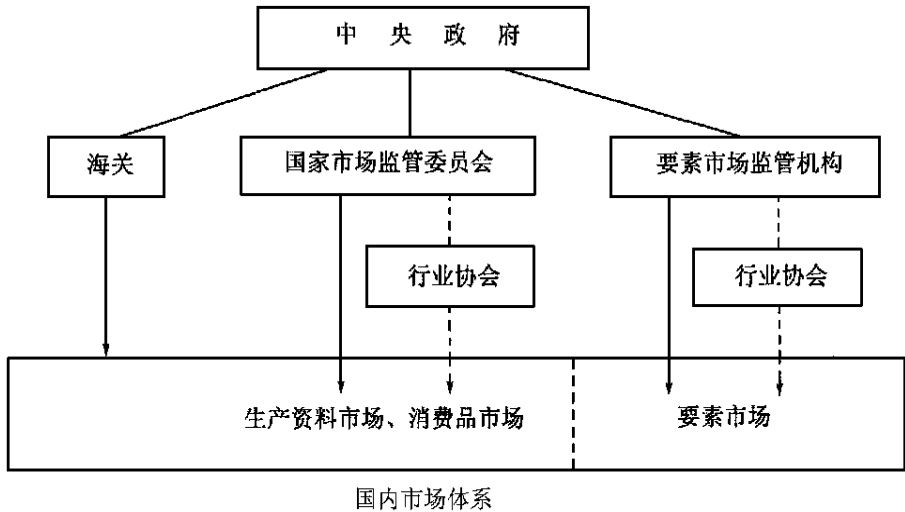 中央政府
海关
国家市场监管委员会
要素市场监管机构
行业协会
行业协会
生产资料市场、消费品市场
要素市场
国内市场体系